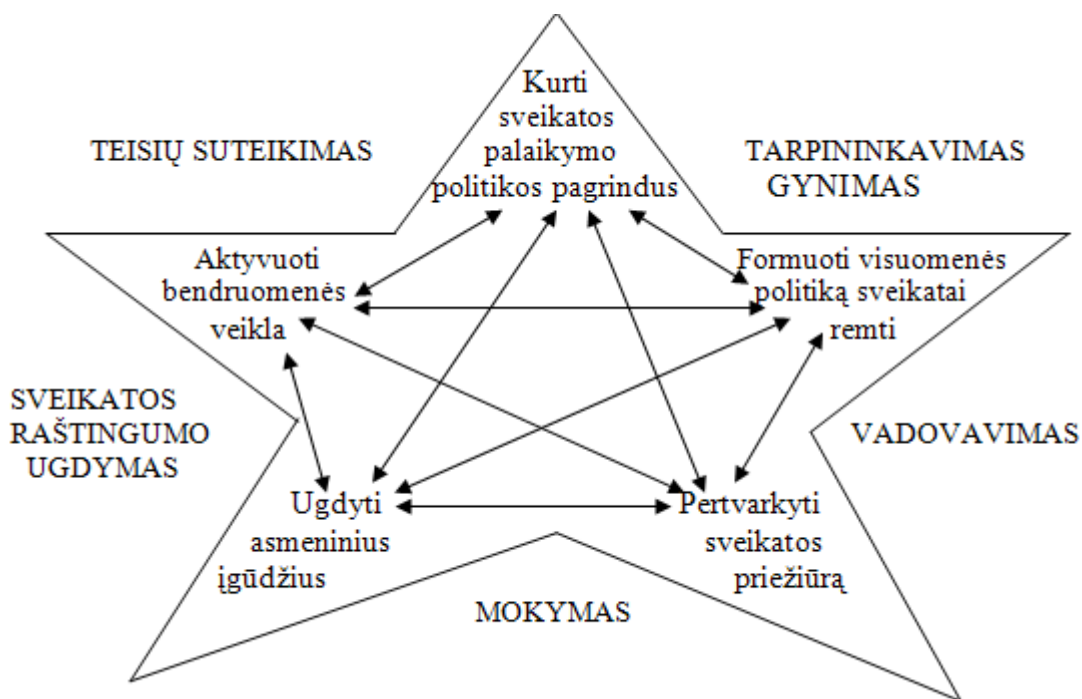 Kurti
sveikatos
palaikymo
politikos pagrindus
TEISIŲ SUTEIKIMAS
TARPININKAVIMAS
GYNIMAS
Aktyvuoti
bendruomenės
veikla
Formuoti visuomenės
politiką sveikatai
remti
SVEIKATOS
RAŠTINGUMO
UGDYMAS
VADOVAVIMAS
Ugdyti
asmeninius
įgūdžius
Pertvarkyti
sveikatos
priežiūrą
MOKYMAS